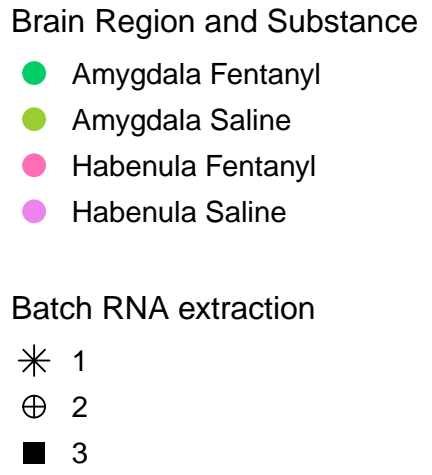 Brain Region and Substance
Amygdala Fentanyl
Amygdala Saline
Habenula Fentanyl
Habenula Saline
Batch RNA extraction
1
2
3